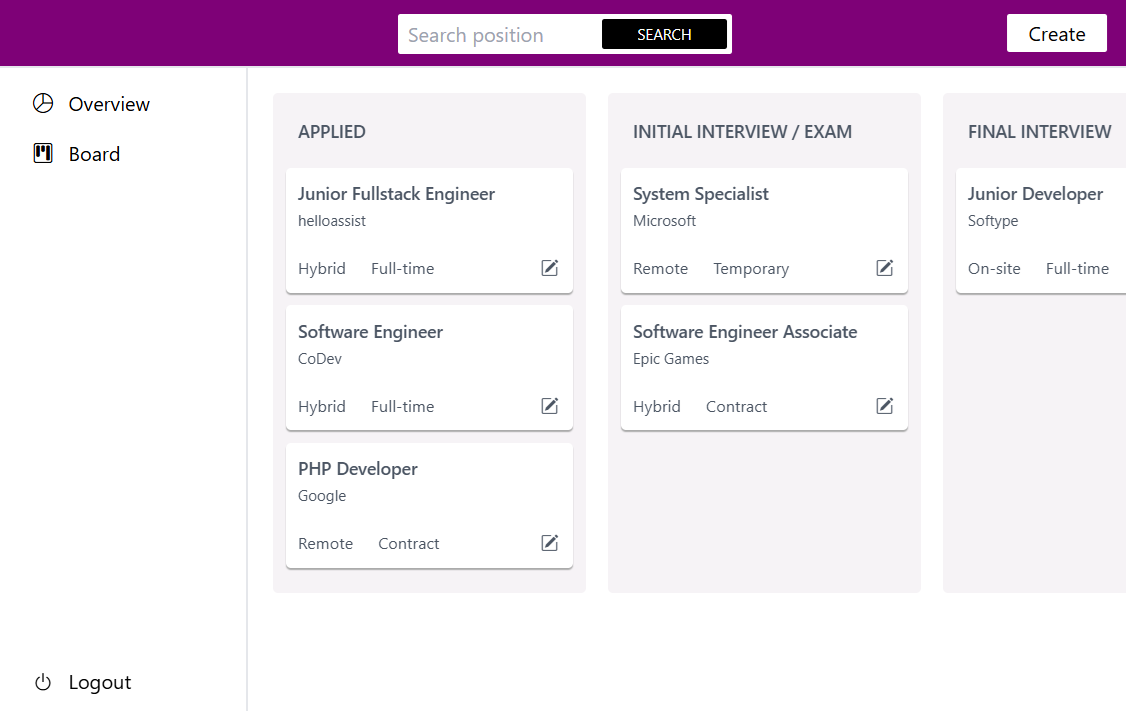 Search position
SEARCH
Create
Overview
Board
Logout
APPLIED
Junior Fullstack Engineer
helloassist
Hybrid Full-time
Software Engineer
CoDev
Hybrid Full-time
PHP Developer
Google
Remote Contract
INITIAL INTERVIEW / EXAM
System Specialist
Microsoft
Remote Temporary
Software Engineer Associate
Epic Games
Hybrid Contract
FINAL INTERVIEW
Junior Developer
Softype
On-site Full-time